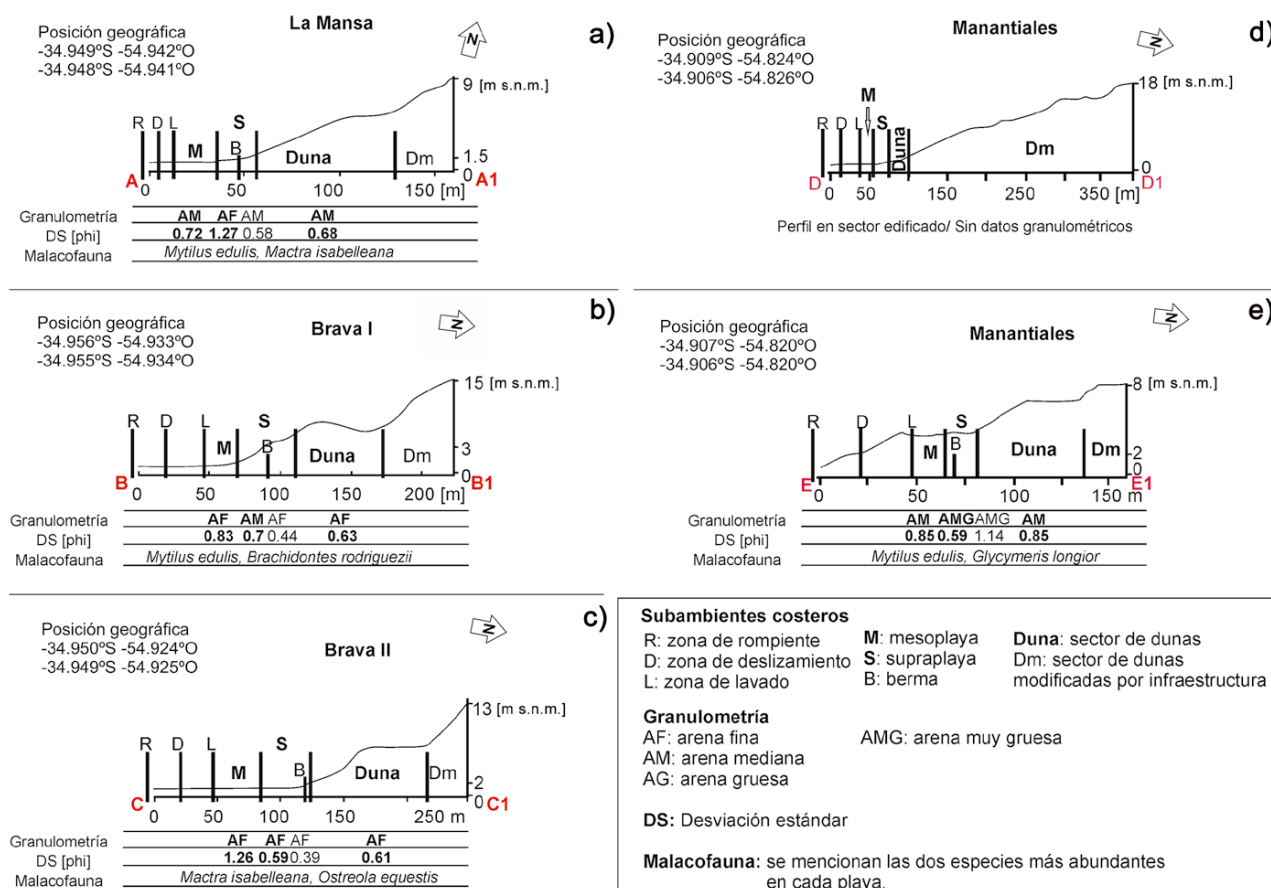 La Mansa
a)
Posición geográfica
-34.949ºS -54.942ºO
-34.948ºS -54.941ºO
N
9 [m s.n.m.]
R D L S
M B Duna Dm
1.5
0
A A1
0 50 100 150 [m]
Granulometría AM AF AM AM
DS [phi] 0.72 1.27 0.58 0.68
Malacofauna Mytilus edulis, Mactra isabelleana
b)
Posición geográfica
-34.956ºS -54.933ºO
-34.955ºS -54.934ºO
Brava I
N
15 [m s.n.m.]
R D L S
M B Duna Dm
3
0
B B1
0 50 100 150 200 [m]
Granulometría AF AM AF AF
DS [phi] 0.83 0.7 0.44 0.63
Malacofauna Mytilus edulis, Brachidontes rodriguezii
c)
Posición geográfica
-34.950ºS -54.924ºO
-34.949ºS -54.925ºO
Brava II
N
13 [m s.n.m.]
R D L S
M B Duna Dm
2
0
C C1
0 50 100 150 250 m
Granulometría AF AF AF AF
DS [phi] 1.26 0.59 0.39 0.61
Malacofauna Mactra isabelleana, Ostreola equestis
d)
Posición geográfica
-34.909ºS -54.824ºO
-34.906ºS -54.826ºO
Manantiales
N
18 [m s.n.m.]
M
R D L S
Duna Dm
0
D D1
0 50 150 250 350 [m]
Perfil en sector edificado/ Sin datos granulométricos
e)
Posición geográfica
-34.907ºS -54.820ºO
-34.906ºS -54.820ºO
Manantiales
N
8 [m s.n.m.]
R D L S
M B Duna Dm
2
0
E E1
0 50 100 150 m
Granulometría AM AMG AMG AM
DS [phi] 0.85 0.59 1.14 0.85
Malacofauna Mytilus edulis, Glycymeris longior
Subambientes costeros
R: zona de rompiente M: mesoplaya Duna: sector de dunas
D: zona de deslizamiento S: supraplaya Dm: sector de dunas
L: zona de lavado B: berma modificadas por infraestructura
Granulometría
AF: arena fina AMG: arena muy gruesa
AM: arena mediana
AG: arena gruesa
DS: Desviación estándar
Malacofauna: se mencionan las dos especies más abundantes
en cada playa.